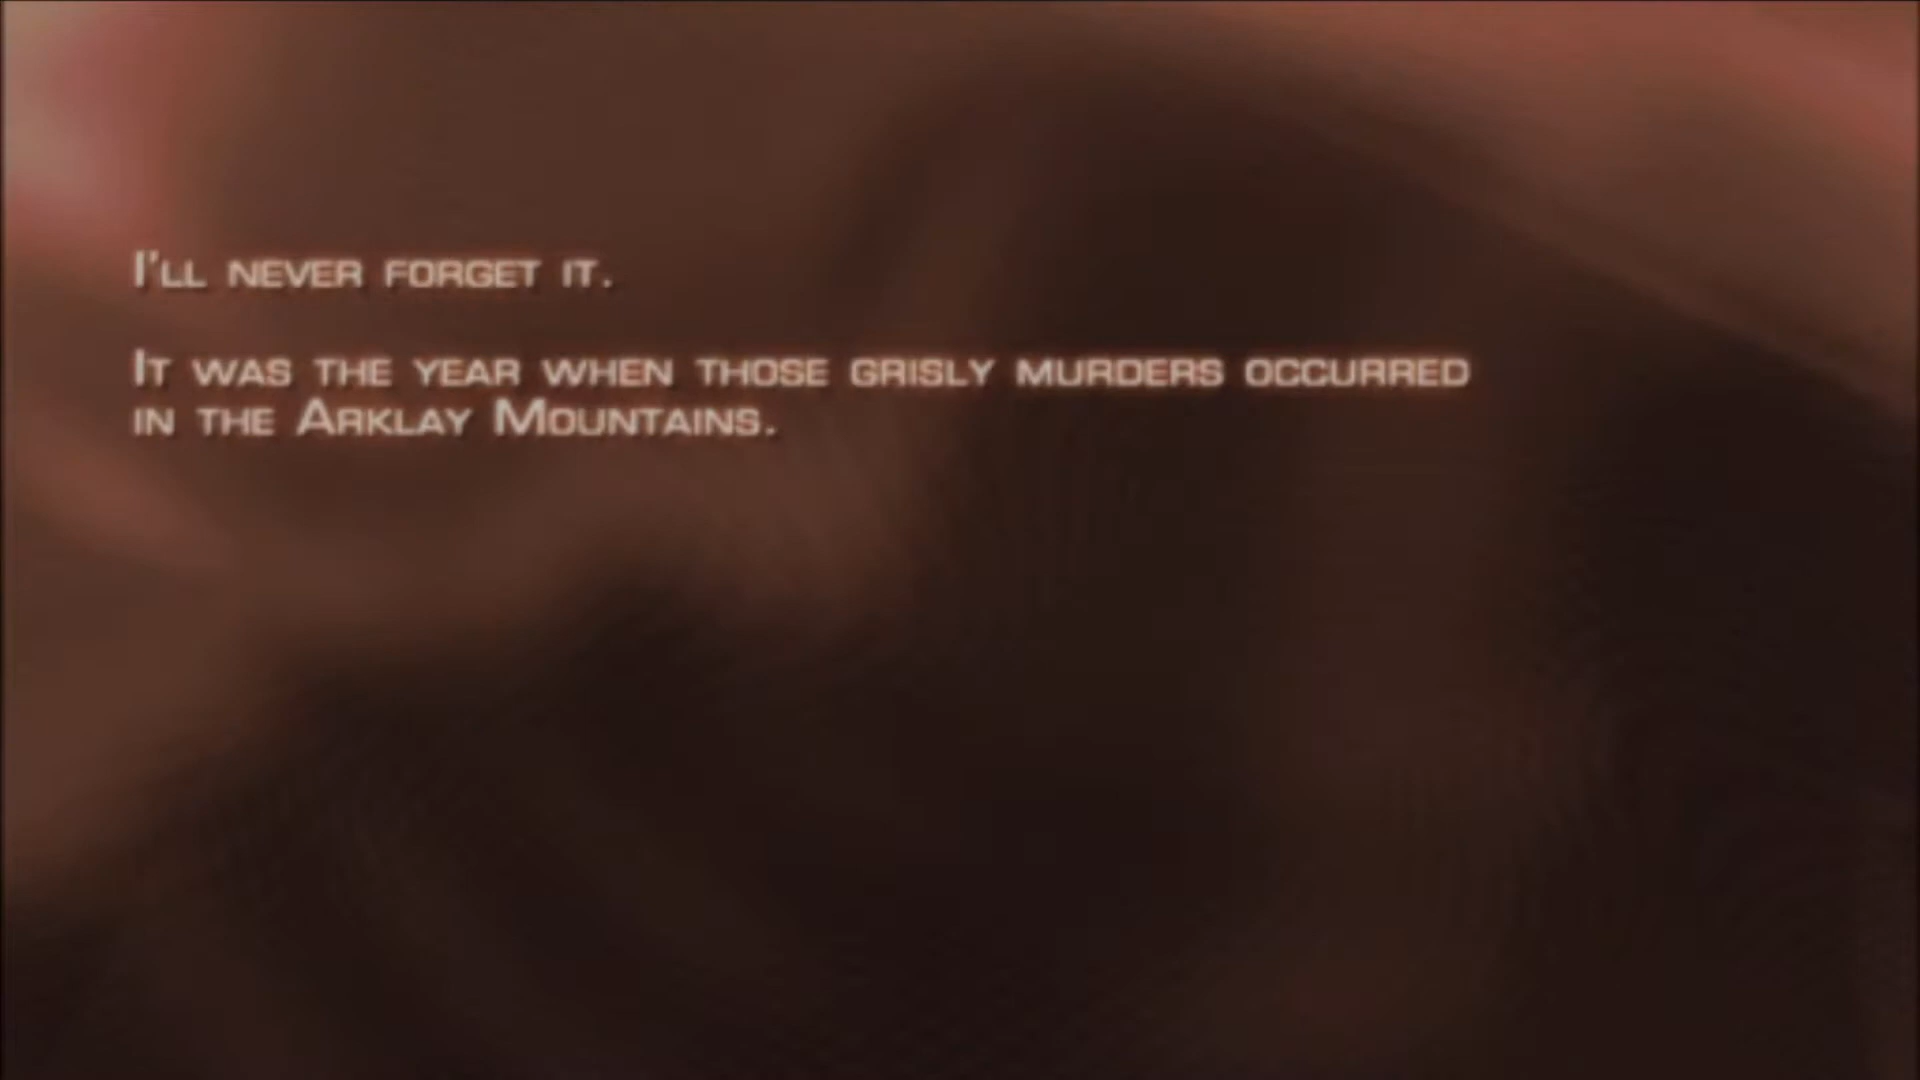 I'll never forget it.
It was the year when those grisly murders occurred
in the Arklay Mountains.